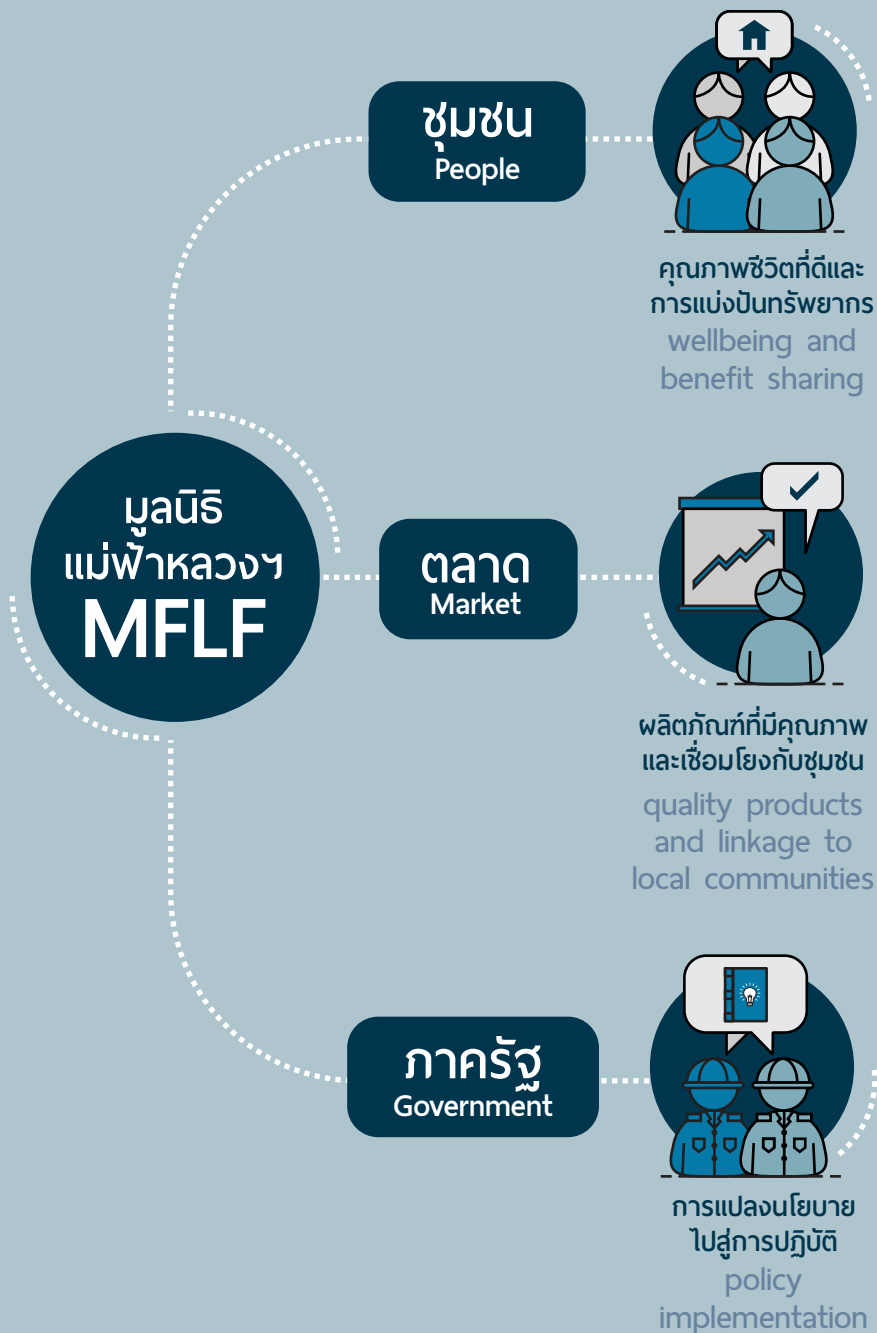 ชุมชน
People
คุณภาพชีวิตที่ดีและ
การแบ่งปันทรัพยากร
wellbeing and
benefit sharing
มูลนิธิ
แม่ฟ้าหลวงฯ
MFLF
ตลาด
Market
ผลิตภัณฑ์ที่มีคุณภาพ
และเชื่อมโยงกับชุมชน
quality products
and linkage to
local communities
ภาครัฐ
Government
การแปลงนโยบาย
ไปสู่การปฏิบัติ
policy
implementation